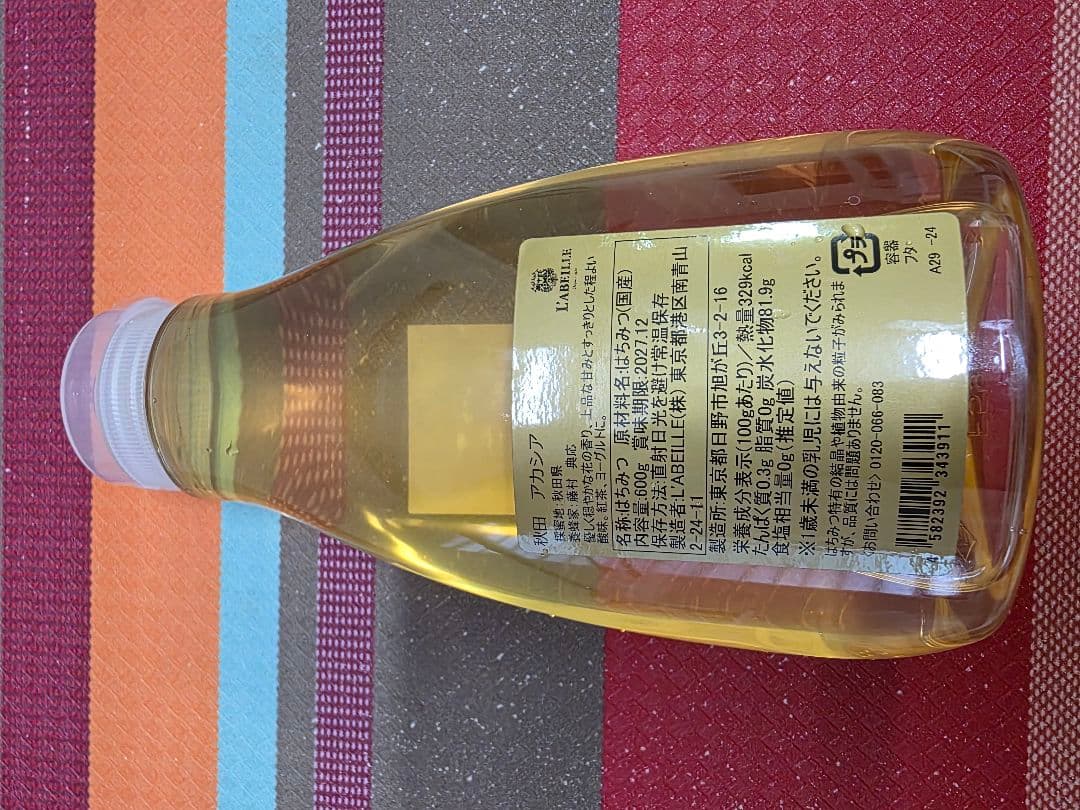 L'ABEILLE
秋田 アカシア
採蜜地：秋田県
養蜂家：藤村 典応
優しく穏やかな花の香り、上品な甘みとすっきりとした程よい
酸味、紅茶、ヨーグルトに。
名称：はちみつ 原材料名：はちみつ（国産）
内容量：600g 賞味期限：2027.12
保存方法：直射日光を避け常温保存
製造者：L'ABEILLE(株) 東京都港区南青山
2-24-11
製造所：東京都日野市旭が丘3-2-16
栄養成分表示(100gあたり)／熱量329kcal
たんぱく質0.3g 脂質0g 炭水化物81.9g
食塩相当量0g(推定値)
※1歳未満の乳児には与えないでください。
はちみつ特有の結晶や植物由来の粒子がみられま
すが、品質には問題ありません。
<お問い合わせ> 0120-066-083
プラ
容器
フタ
A29 -24
4 582392 343911